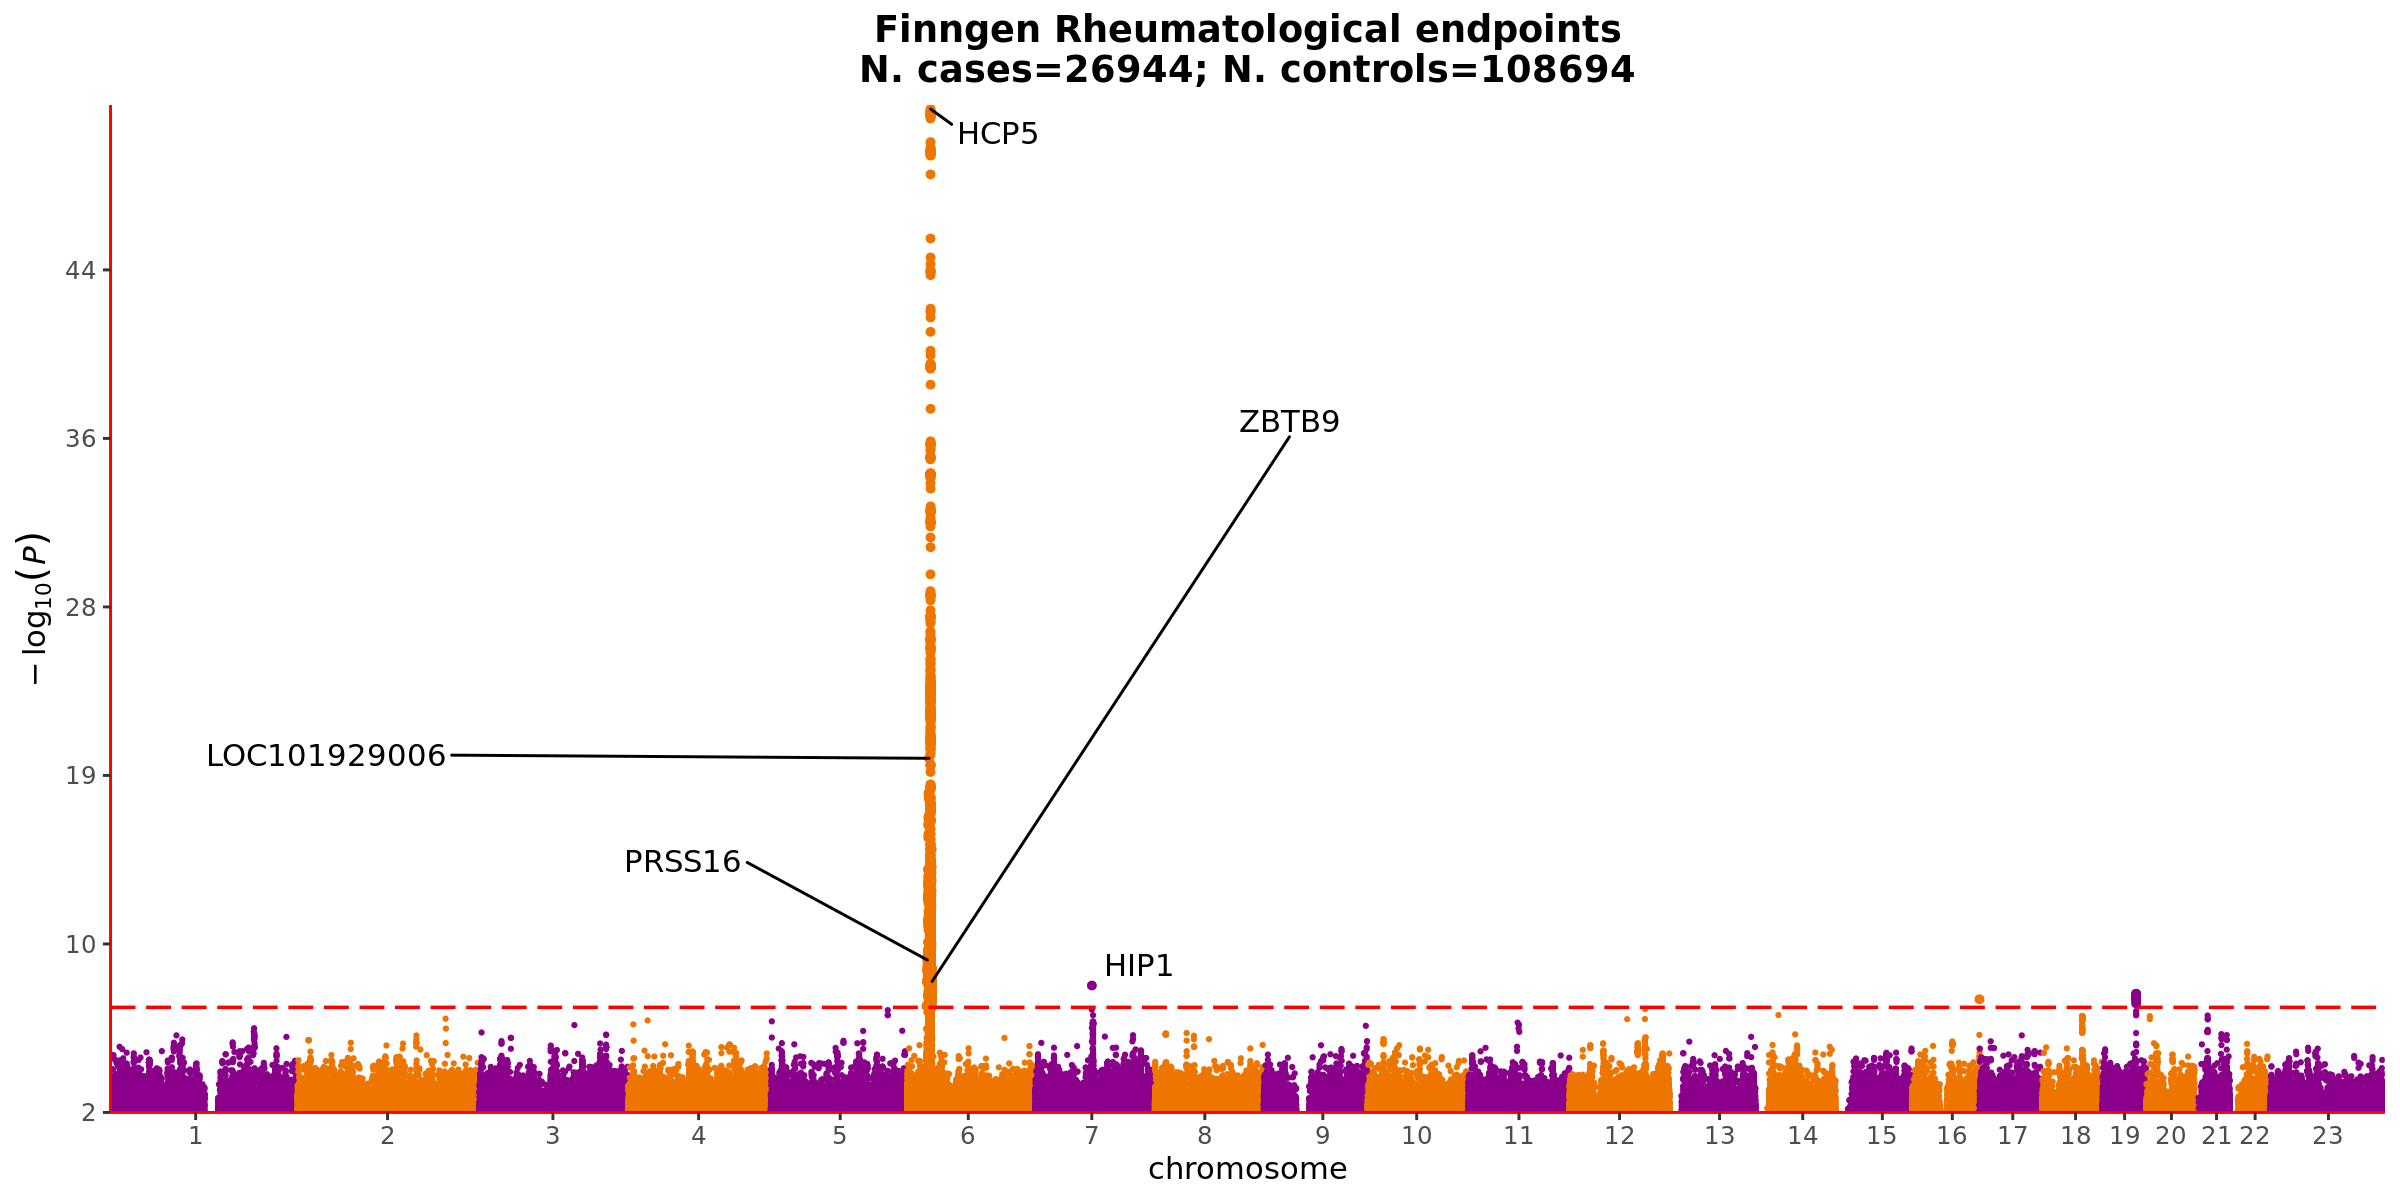 Finngen Rheumatological endpoints
N. cases=26944; N. controls=108694
HCP5
44
ZBTB9
36
− log10(P)
28
LOC101929006
19
PRSS16
10
HIP1
2
1 2 3 4 5 6 7 8 9 10 11 12 13 14 15 16 17 18 19 20 21 22 23
chromosome